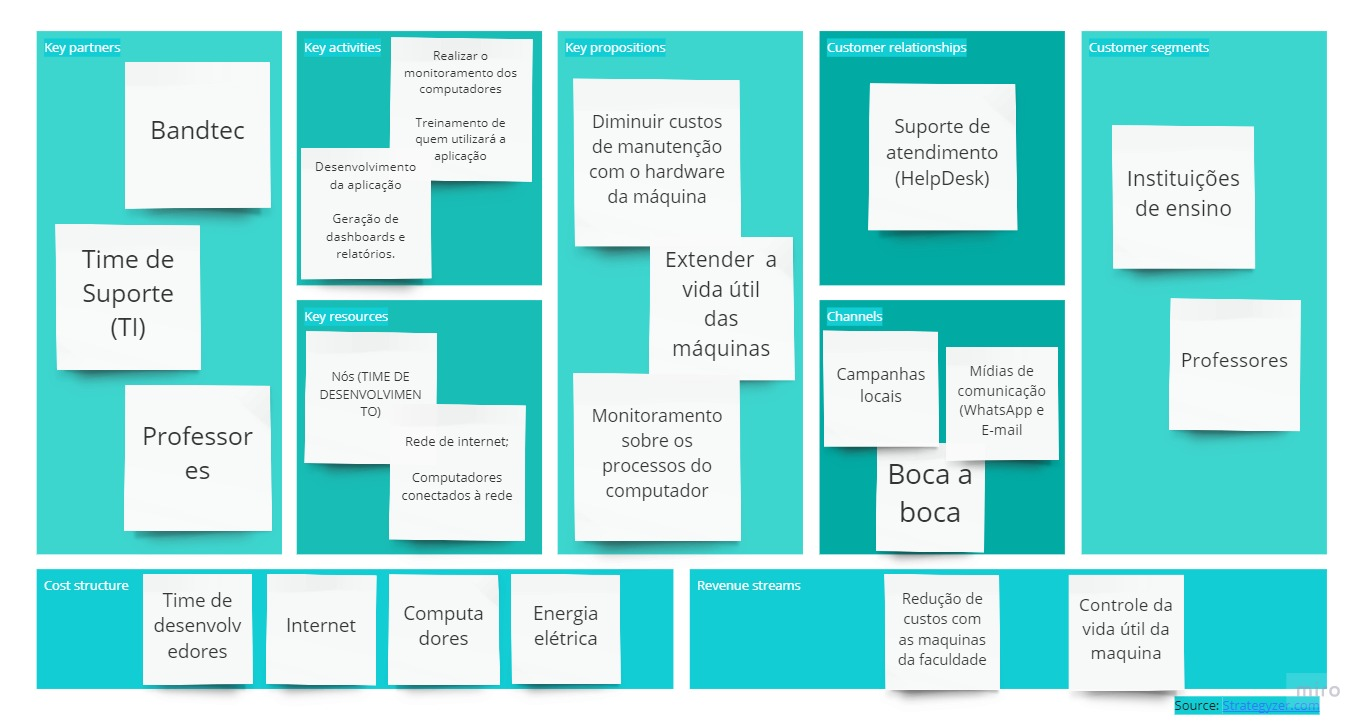 Key partners
Bandtec
Time de
Suporte
(TI)
Professor
es
Key activities
Realizar o
monitoramento dos
computadores
Treinamento de
quem utilizará a
aplicação
Desenvolvimento
da aplicação
Geração de
dashboards e
relatórios.
Key resources
Nós (TIME DE
DESENVOLVIMEN
TO)
Rede de internet;
Computadores
conectados à rede
Key propositions
Diminuir custos
de manutenção
com o hardware
da máquina
Extender a
vida útil
das
máquinas
Monitoramento
sobre os
processos do
computador
Customer relationships
Suporte de
atendimento
(HelpDesk)
Channels
Campanhas
locais
Mídias de
comunicação
(WhatsApp e
E-mail
Boca a
boca
Customer segments
Instituições
de ensino
Professores
Cost structure
Time de
desenvolv
edores
Internet
Computa
dores
Energia
elétrica
Revenue streams
Redução de
custos com
as maquinas
da faculdade
Controle da
vida útil da
maquina
miro
Source: Strategyzer.com